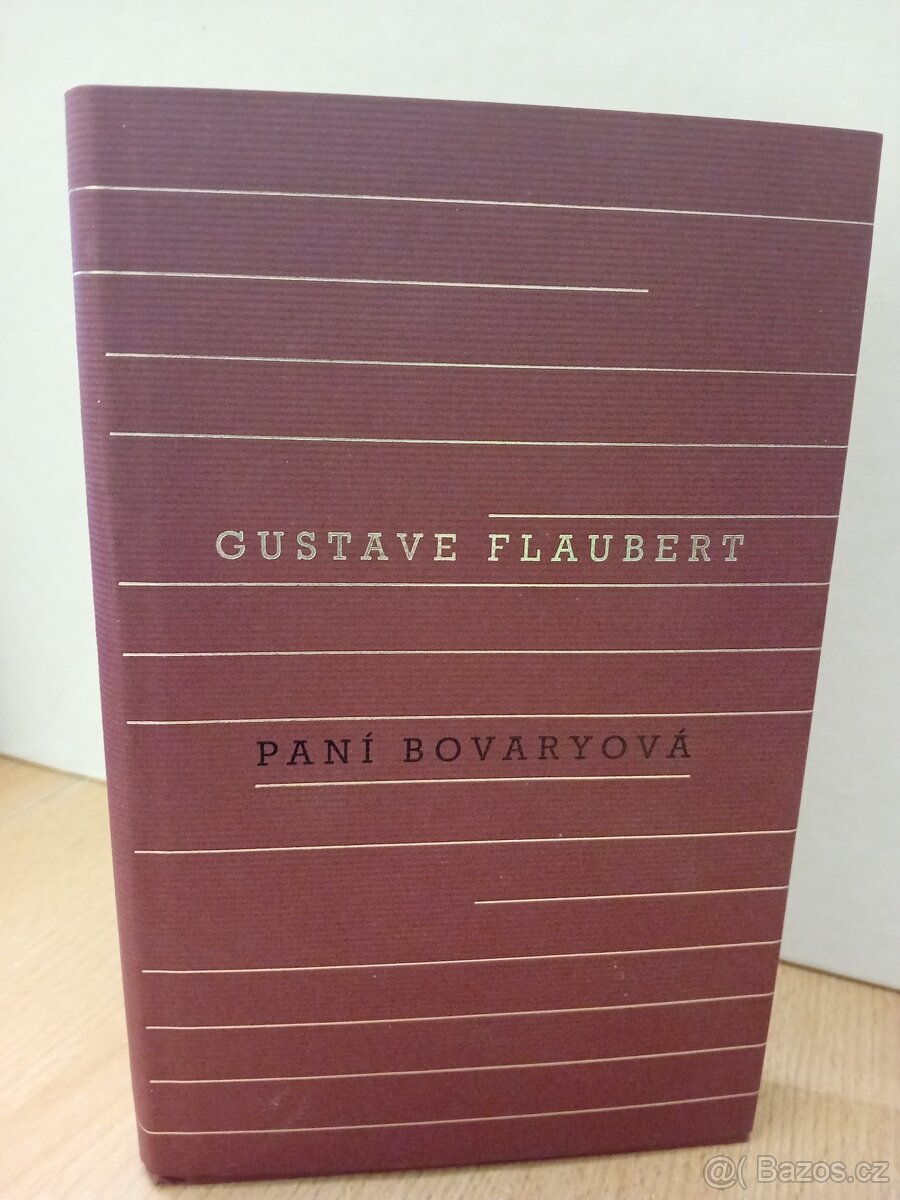 GUSTAVE FLAUBERT
PANÍ BOVARYOVÁ
@( Bazos.cz